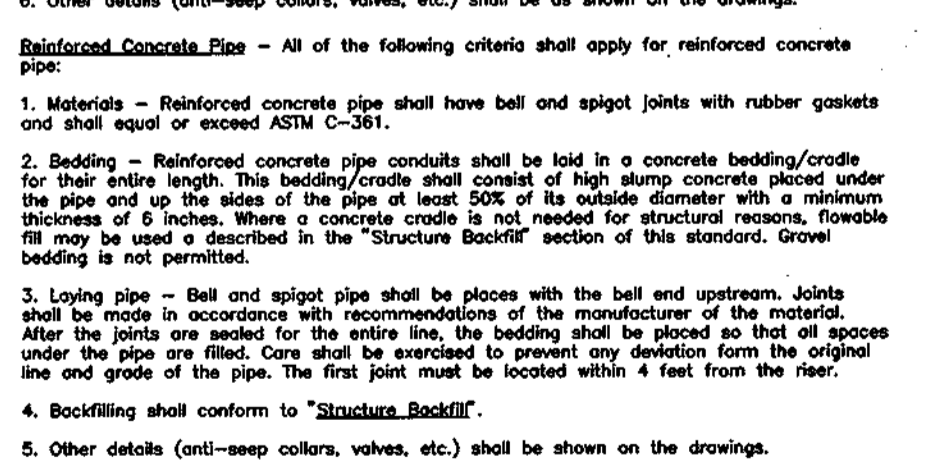 6. Other details (anti-seep collars, valves, etc.) shall be as shown on the drawings.
Reinforced Concrete Pipe - All of the following criteria shall apply for reinforced concrete
pipe:
1. Materials - Reinforced concrete pipe shall have bell and spigot joints with rubber gaskets
and shall equal or exceed ASTM C-361.
2. Bedding - Reinforced concrete pipe conduits shall be laid in a concrete bedding/cradle
for their entire length. This bedding/cradle shall consist of high slump concrete placed under
the pipe and up the sides of the pipe at least 50% of its outside diameter with a minimum
thickness of 6 inches. Where a concrete cradle is not needed for structural reasons, flowable
fill may be used a described in the "Structure Backfill" section of this standard. Gravel
bedding is not permitted.
3. Laying pipe - Bell and spigot pipe shall be places with the bell end upstream. Joints
shall be made in accordance with recommendations of the manufacturer of the material.
After the joints are sealed for the entire line, the bedding shall be placed so that all spaces
under the pipe are filled. Care shall be exercised to prevent any deviation form the original
line and grade of the pipe. The first joint must be located within 4 feet from the riser.
4. Backfilling shall conform to "Structure Backfill".
5. Other details (anti-seep collars, valves, etc.) shall be shown on the drawings.